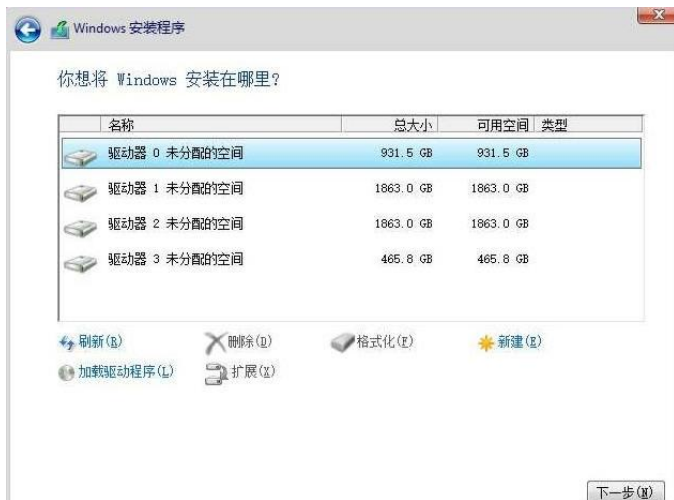 Windows 安装程序
你想将 Windows 安装在哪里?
名称 总大小 可用空间 类型
驱动器 0 未分配的空间 931.5 GB 931.5 GB
驱动器 1 未分配的空间 1863.0 GB 1863.0 GB
驱动器 2 未分配的空间 1863.0 GB 1863.0 GB
驱动器 3 未分配的空间 465.8 GB 465.8 GB
刷新(R) 删除(D) 格式化(F) 新建(E)
加载驱动程序(L) 扩展(X)
下一步(N)